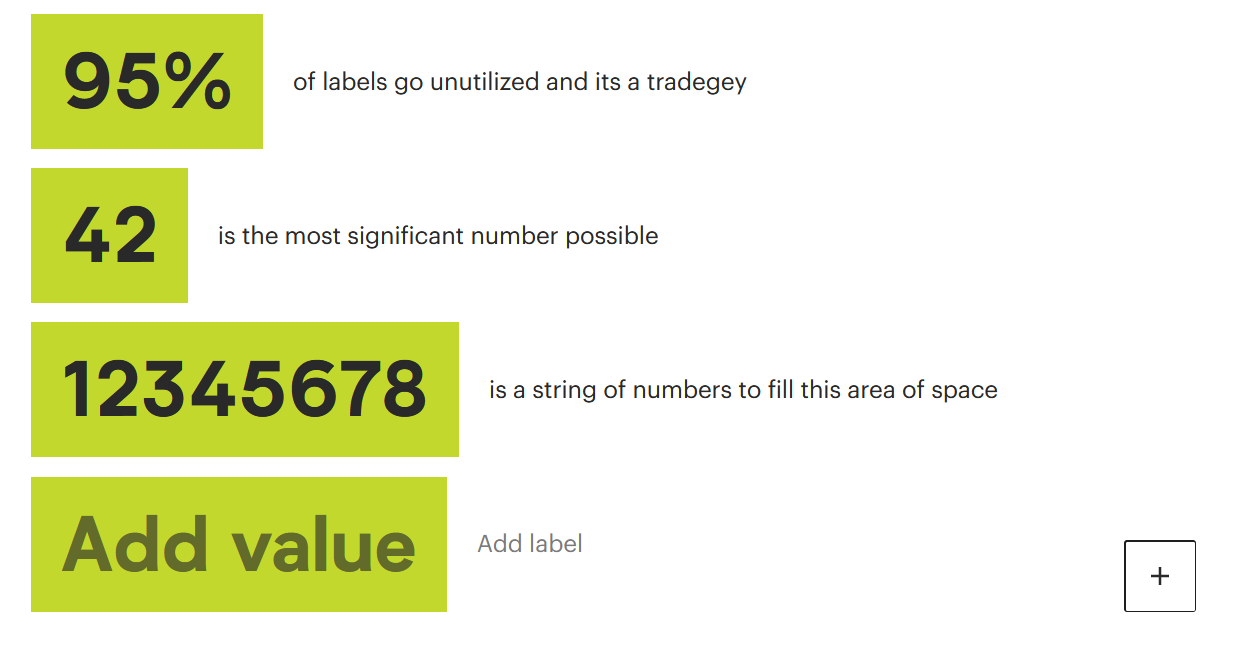 95%
of labels go unutilized and its a tradegey
42
is the most significant number possible
12345678
is a string of numbers to fill this area of space
Add value
Add label
+